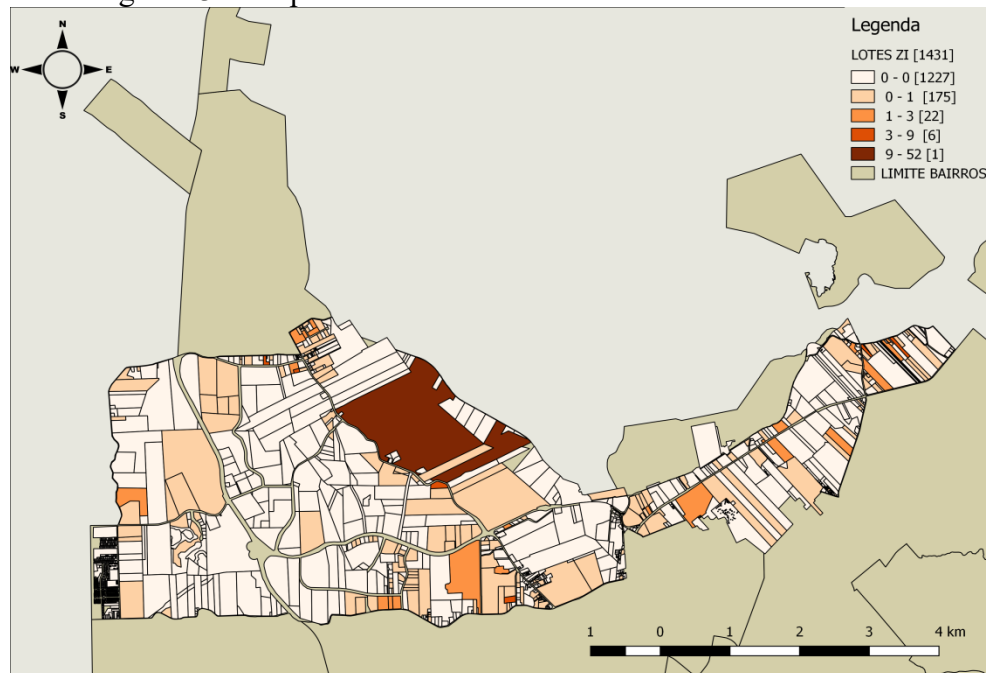 N
W
E
S
Legenda
LOTES ZI [1431]
0 - 0 [1227]
0 - 1 [175]
1 - 3 [22]
3 - 9 [6]
9 - 52 [1]
LIMITE BAIRROS
1 0 1 2 3 4 km